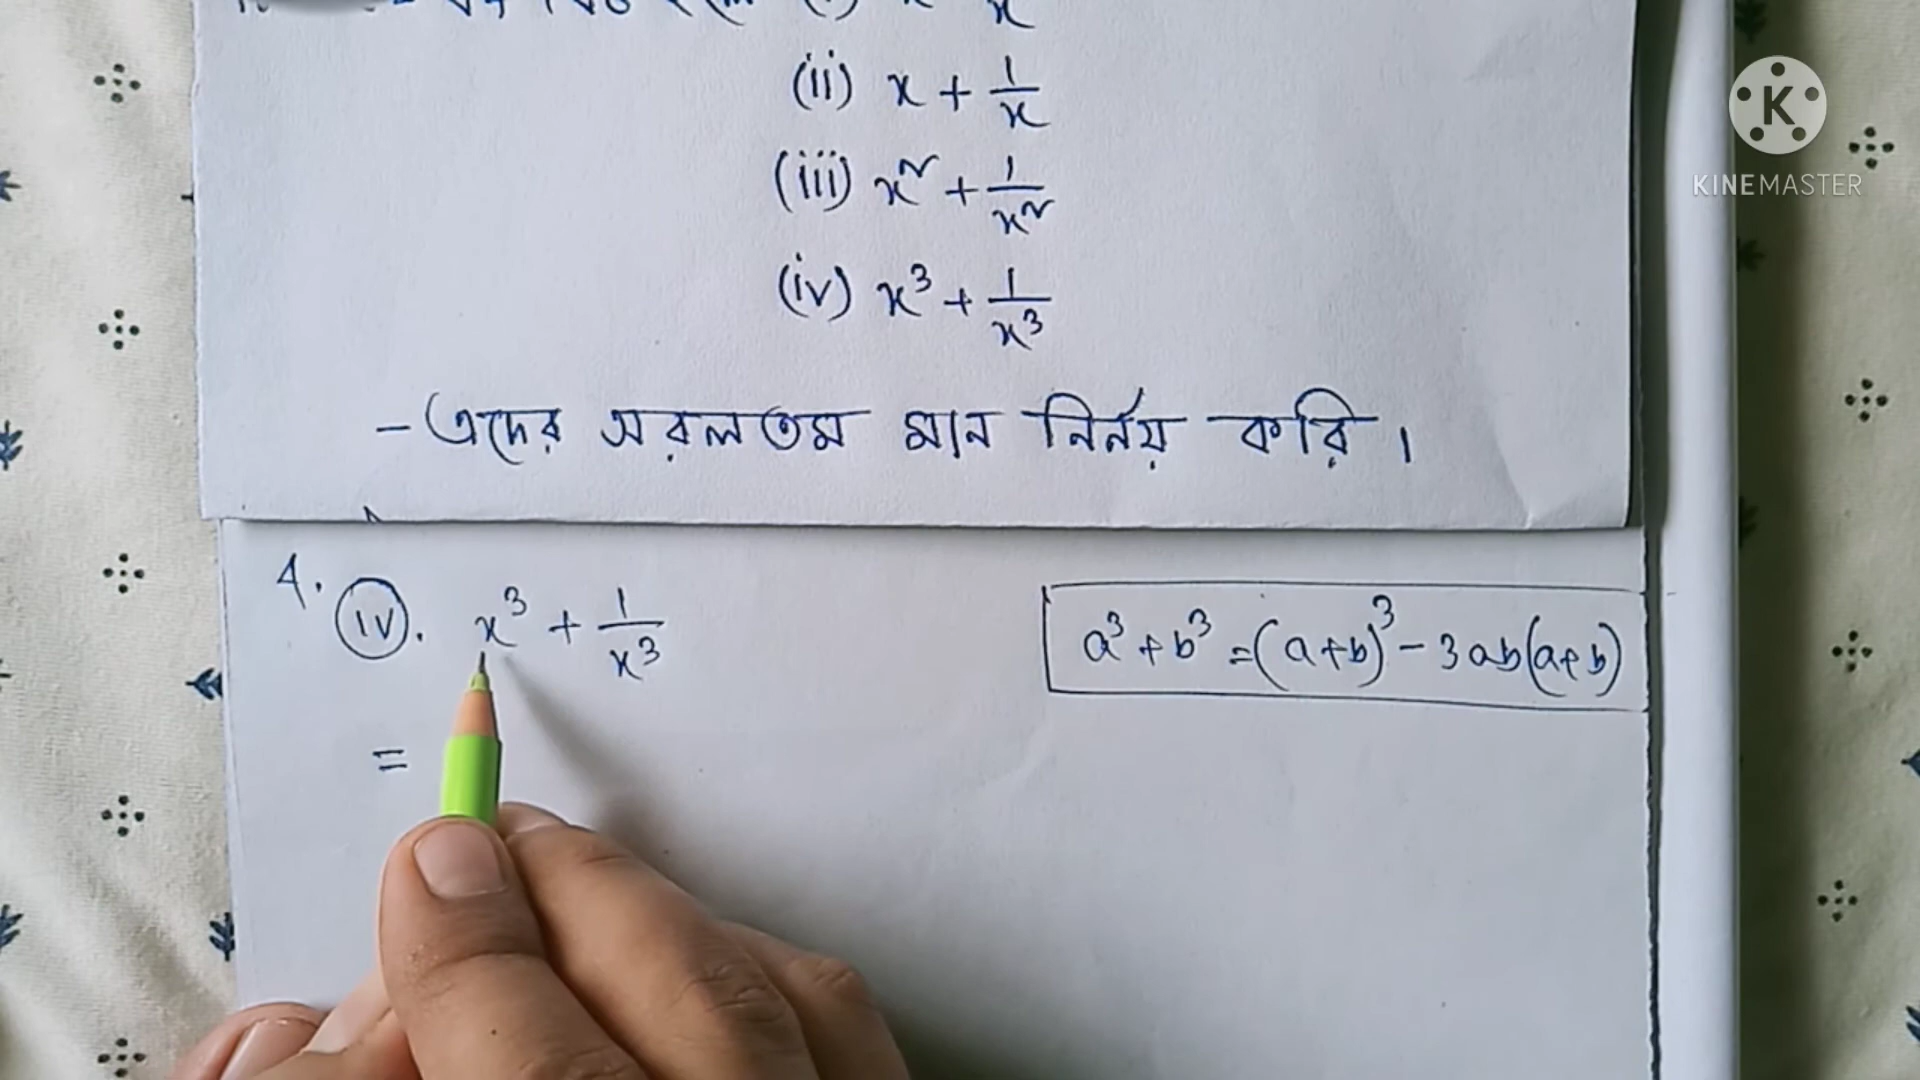 (ii) x + 1/x
(iii) x² + 1/x²
(iv) x³ + 1/x³
- এদের সরলতম মান নির্নয় করি।
4. (iv). x³ + 1/x³
a³ + b³ = (a+b)³ - 3ab(a+b)
=
K
KINEMASTER